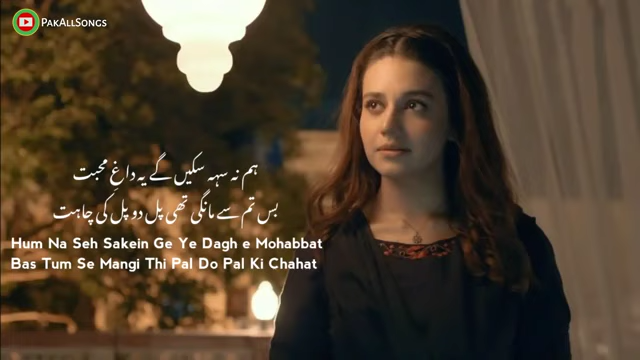 PakAllSongs
ہم نہ سہہ سکیں گے یہ داغِ محبت
بس تم سے مانگی تھی پل دو پل کی چاہت
Hum Na Seh Sakein Ge Ye Dagh e Mohabbat
Bas Tum Se Mangi Thi Pal Do Pal Ki Chahat